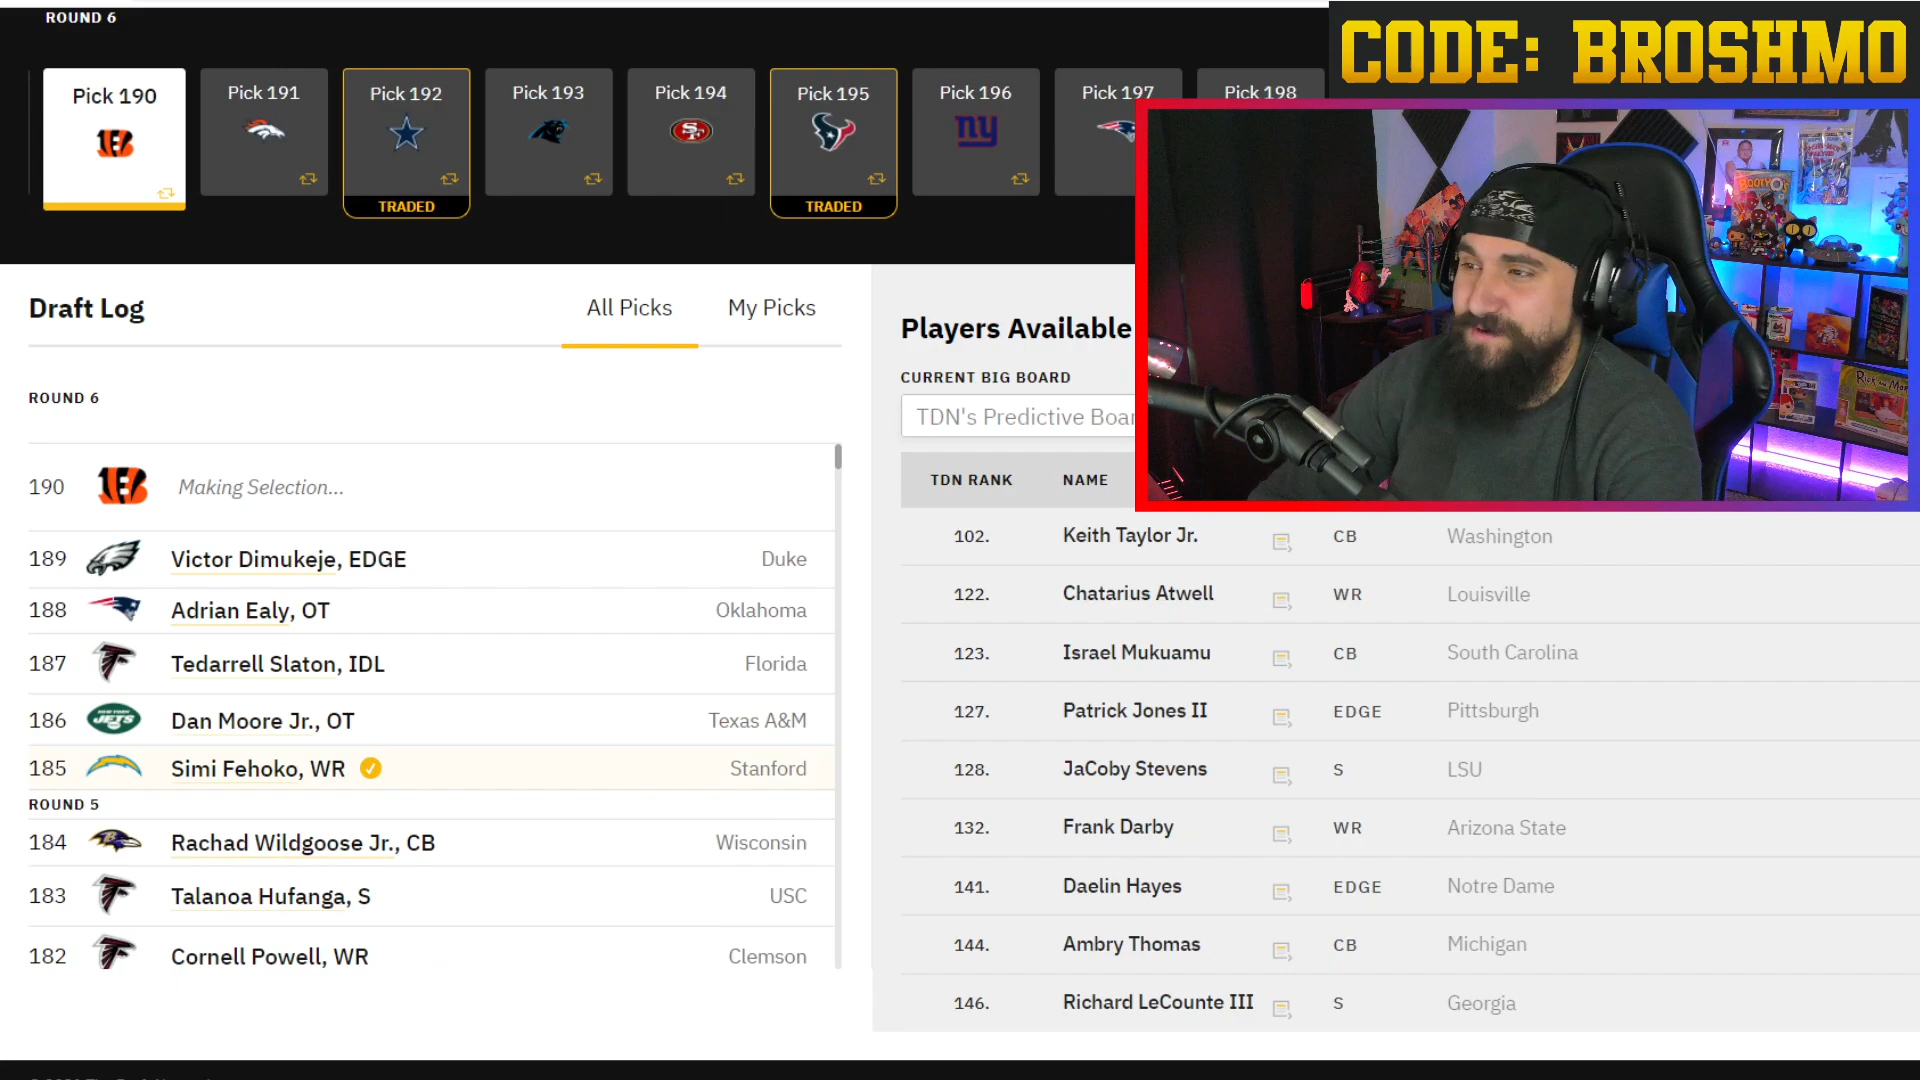 ROUND 6
CODE: BROSHMO
Pick 190
Pick 191
Pick 192
Pick 193
Pick 194
Pick 195
Pick 196
Pick 197
Pick 198
TRADED
TRADED
Draft Log
All Picks
My Picks
ROUND 6
190 Making Selection...
189 Victor Dimukeje, EDGE Duke
188 Adrian Ealy, OT Oklahoma
187 Tedarrell Slaton, IDL Florida
186 JETS Dan Moore Jr., OT Texas A&M
185 Simi Fehoko, WR Stanford
ROUND 5
184 Rachad Wildgoose Jr., CB Wisconsin
183 Talanoa Hufanga, S USC
182 Cornell Powell, WR Clemson
Players Available
CURRENT BIG BOARD
TDN's Predictive Boar
TDN RANK NAME
102. Keith Taylor Jr. CB Washington
122. Chatarius Atwell WR Louisville
123. Israel Mukuamu CB South Carolina
127. Patrick Jones II EDGE Pittsburgh
128. JaCoby Stevens S LSU
132. Frank Darby WR Arizona State
141. Daelin Hayes EDGE Notre Dame
144. Ambry Thomas CB Michigan
146. Richard LeCounte III S Georgia